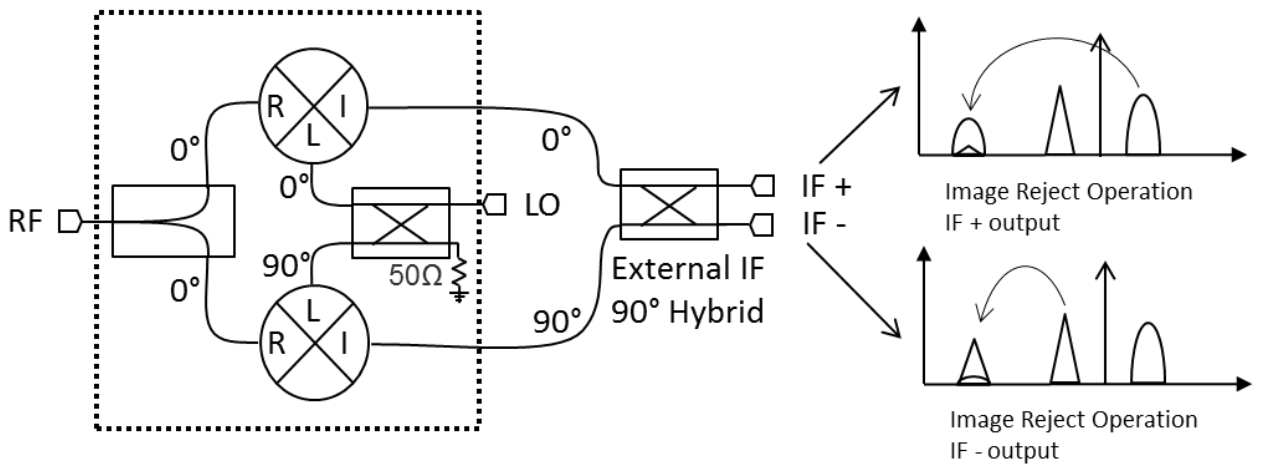 RF
0°
R
I
L
0°
0°
LO
90°
50Ω
0°
L
R
I
0°
90°
External IF
90° Hybrid
IF +
IF -
Image Reject Operation
IF + output
Image Reject Operation
IF - output